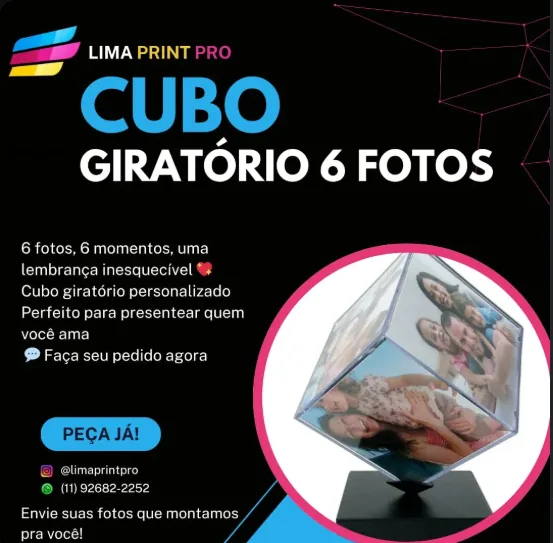 LIMA PRINT PRO
CUBO
GIRATÓRIO 6 FOTOS
6 fotos, 6 momentos, uma
lembrança inesquecível 💖
Cubo giratório personalizado
Perfeito para presentear quem
você ama
💬 Faça seu pedido agora
PEÇA JÁ!
@limaprintpro
(11) 92682-2252
Envie suas fotos que montamos
pra você!